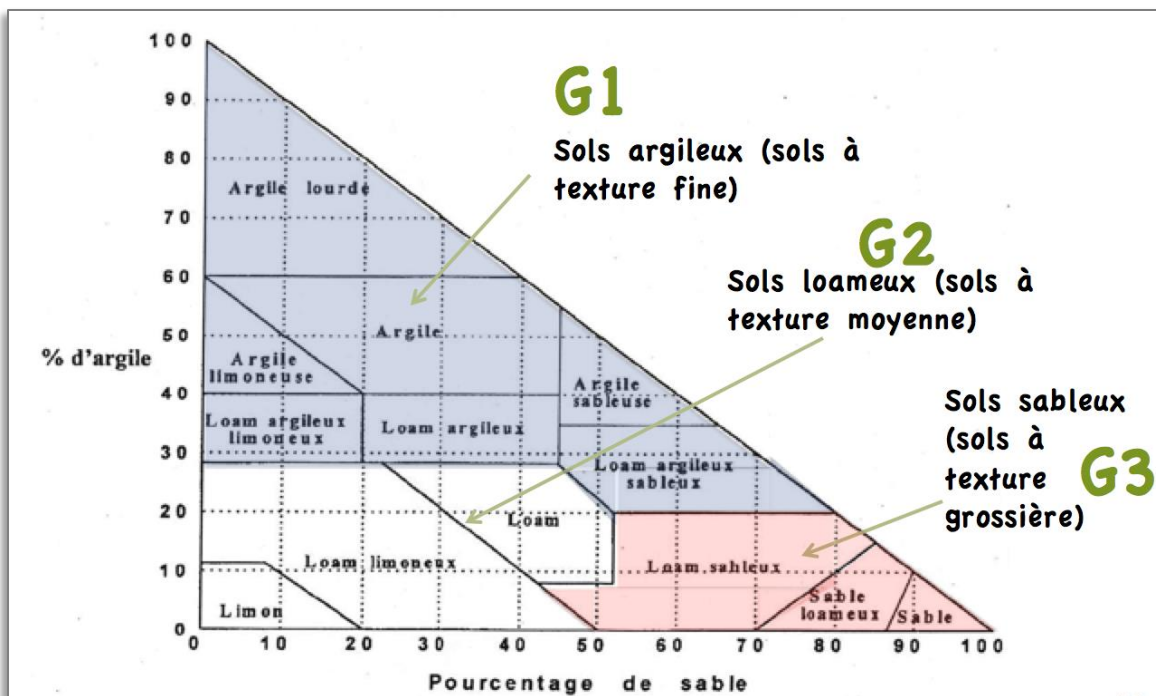 100
90
80
70
60
50
40
30
20
10
0
% d'argile
0 10 20 30 40 50 60 70 80 90 100
Pourcentage de sable
G1
Sols argileux (sols à
texture fine)
G2
Sols loameux (sols à
texture moyenne)
Sols sableux
(sols à
texture
grossière)
G3
Argile lourde
Argile
Argile
limoneuse
Argile
sableuse
Loam argileux
limoneux
Loam argileux
Loam argileux
sableux
Loam
Loam limoneux
Loam sableux
Limon
Sable
loameux
Sable